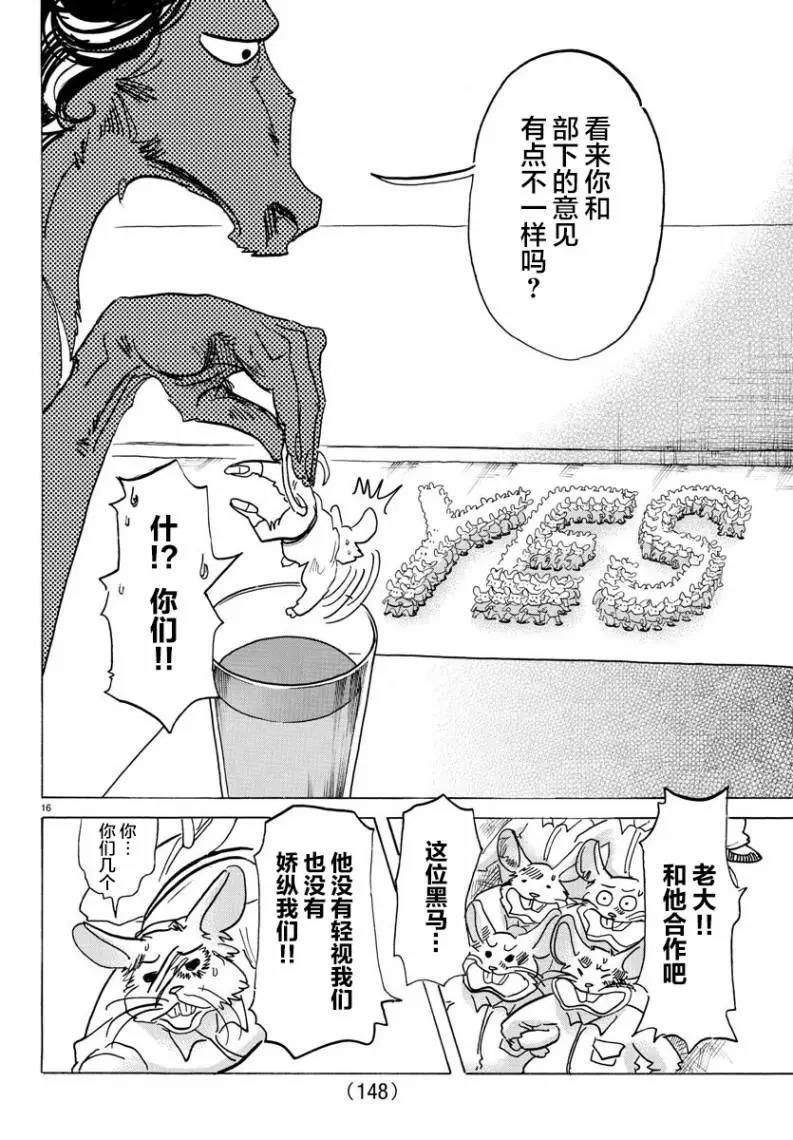 看来你和
部下的意见
有点不一样吗？
YES
什!?
你们!!
16
老大!!
和他合作吧
这位黑马…
他没有轻视我们
也没有
娇纵我们!!
你…
你们几个
（148）